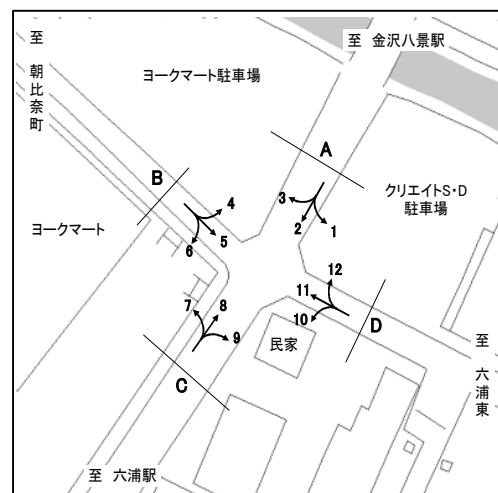 至 朝比奈町
至 金沢八景駅
ヨークマート駐車場
A
B
クリエイトS・D
駐車場
ヨークマート
3
2
1
4
5
6
12
11
10
7
8
9
D
C
民家
至 六浦東
至 六浦駅